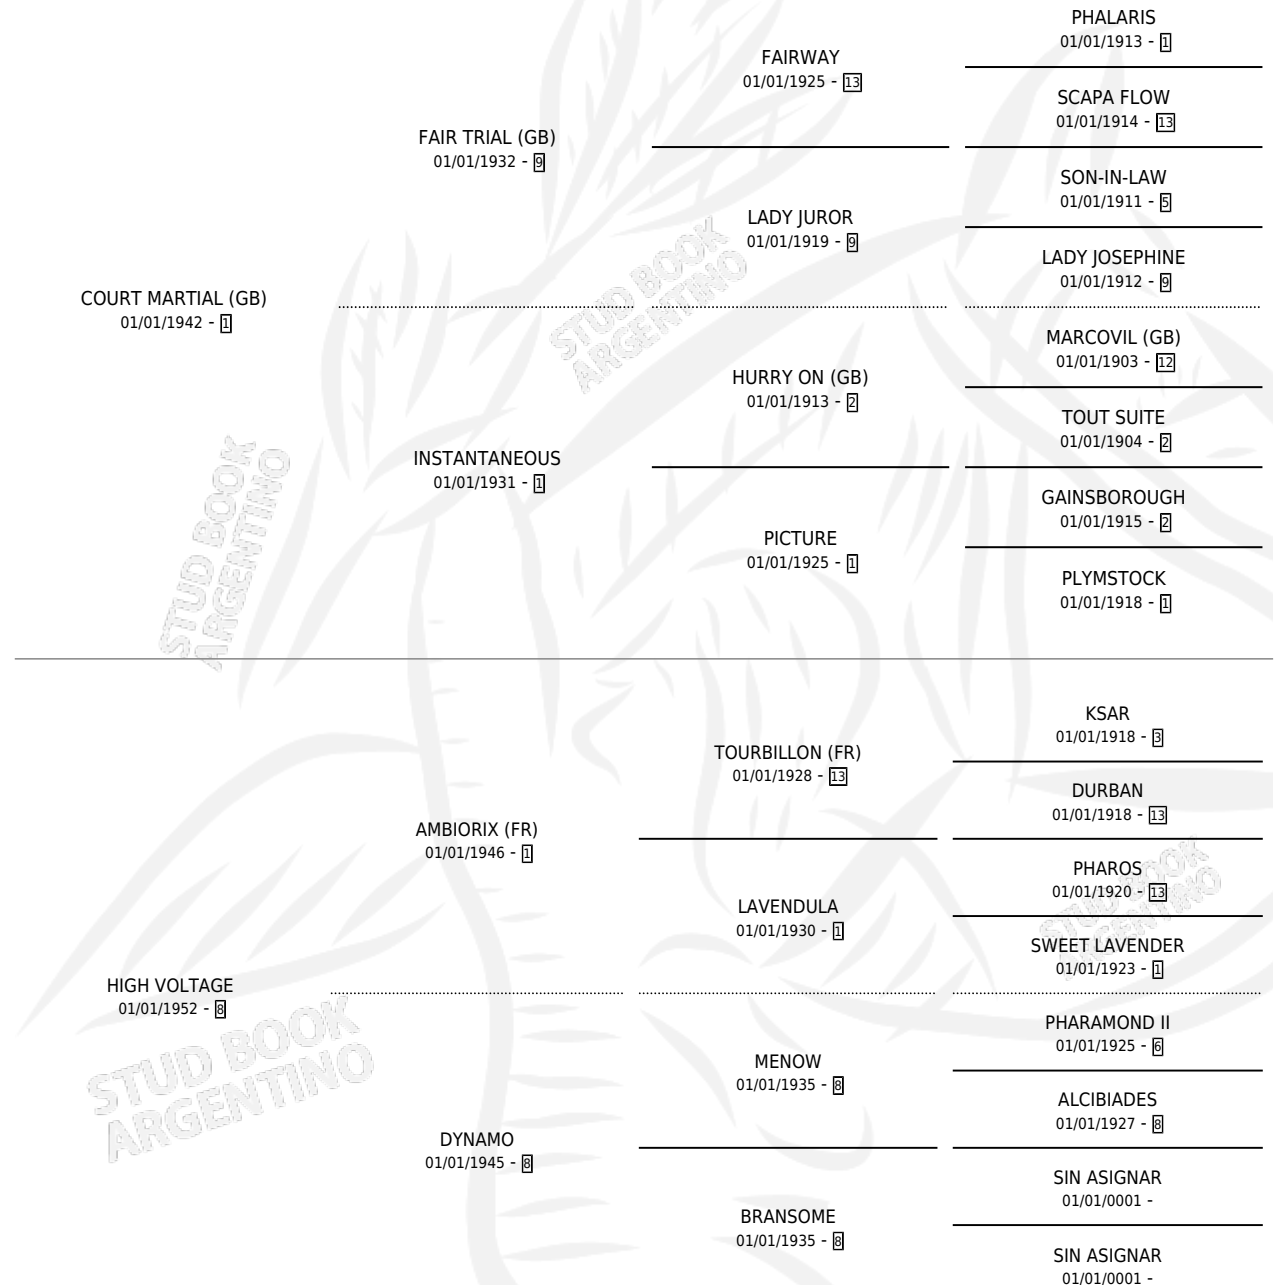 PHALARIS
01/01/1913 - 1
FAIRWAY
01/01/1925 - 13
SCAPA FLOW
01/01/1914 - 13
FAIR TRIAL (GB)
01/01/1932 - 9
SON-IN-LAW
01/01/1911 - 5
LADY JUROR
01/01/1919 - 9
LADY JOSEPHINE
01/01/1912 - 9
COURT MARTIAL (GB)
01/01/1942 - 1
MARCOVIL (GB)
01/01/1903 - 12
HURRY ON (GB)
01/01/1913 - 2
TOUT SUITE
01/01/1904 - 2
INSTANTANEOUS
01/01/1931 - 1
GAINSBOROUGH
01/01/1915 - 2
PICTURE
01/01/1925 - 1
PLYMSTOCK
01/01/1918 - 1
KSAR
01/01/1918 - 3
TOURBILLON (FR)
01/01/1928 - 13
DURBAN
01/01/1918 - 13
AMBIORIX (FR)
01/01/1946 - 1
PHAROS
01/01/1920 - 13
LAVENDULA
01/01/1930 - 1
SWEET LAVENDER
01/01/1923 - 1
HIGH VOLTAGE
01/01/1952 - 8
PHARAMOND II
01/01/1925 - 6
MENOW
01/01/1935 - 8
ALCIBIADES
01/01/1927 - 8
DYNAMO
01/01/1945 - 8
SIN ASIGNAR
01/01/0001 -
BRANSOME
01/01/1935 - 8
SIN ASIGNAR
01/01/0001 -
STUD BOOK
ARGENTINO
STUD BOOK
ARGENTINO
STUD BOOK
ARGENTINO
STUD BOOK
ARGENTINO